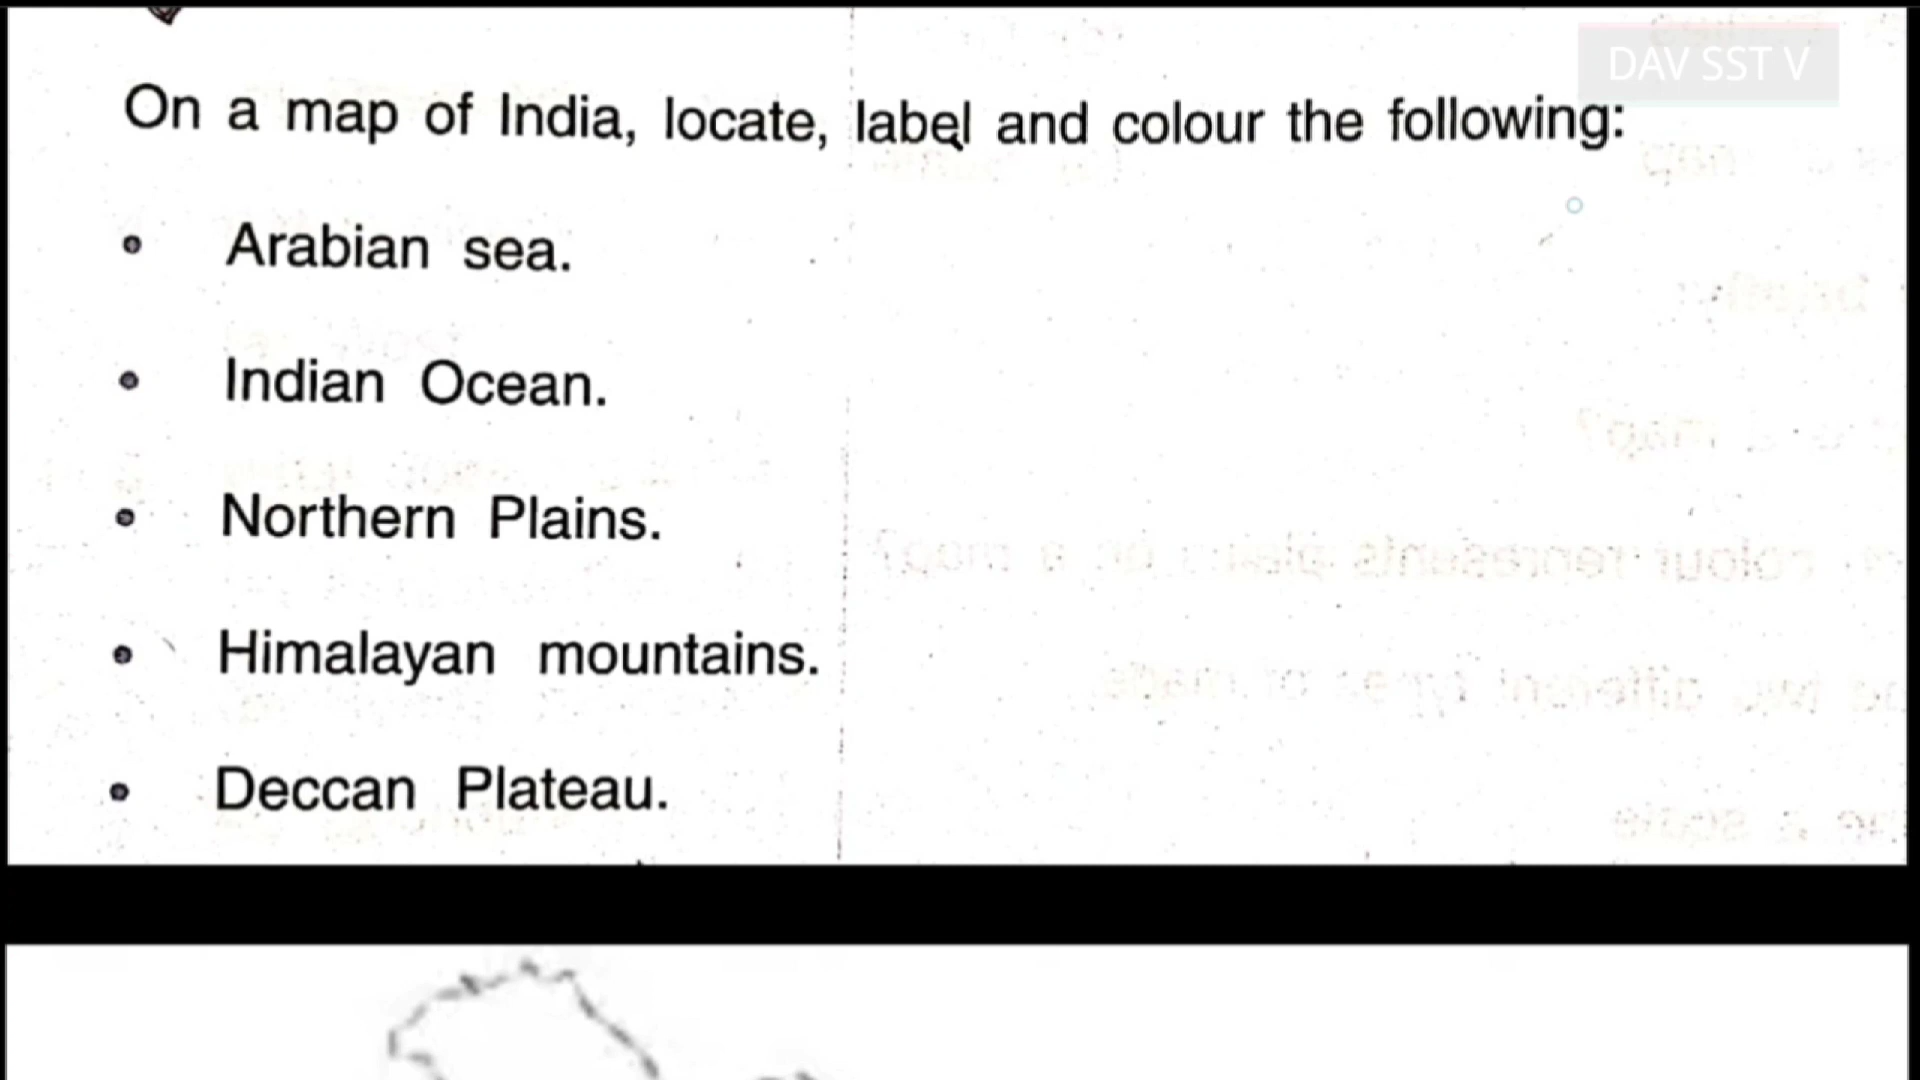 DAV SST V
On a map of India, locate, label and colour the following:
• Arabian sea.
• Indian Ocean.
• Northern Plains.
• Himalayan mountains.
• Deccan Plateau.